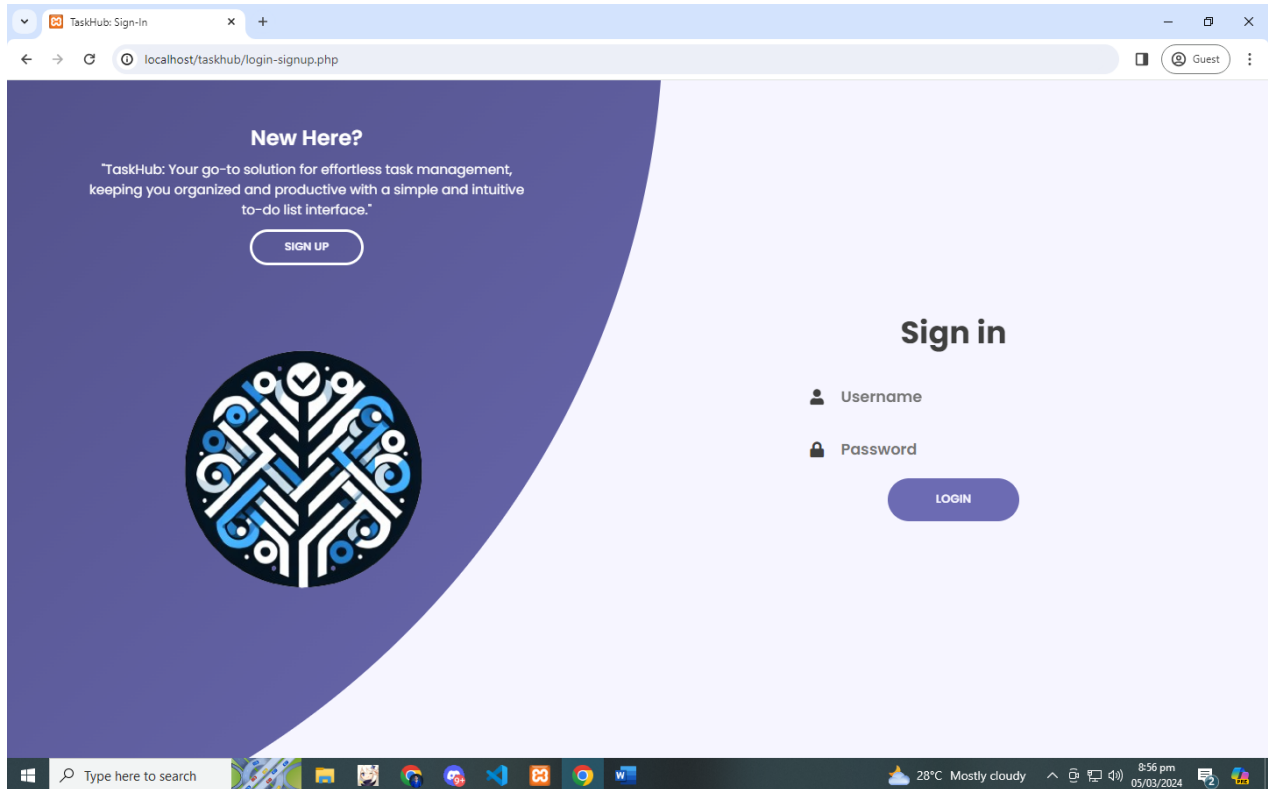 TaskHub: Sign-In
localhost/taskhub/login-signup.php
Guest
New Here?
"TaskHub: Your go-to solution for effortless task management,
keeping you organized and productive with a simple and intuitive
to-do list interface."
SIGN UP
Sign in
Username
Password
LOGIN
Type here to search
9+
28°C Mostly cloudy
8:56 pm
05/03/2024
2